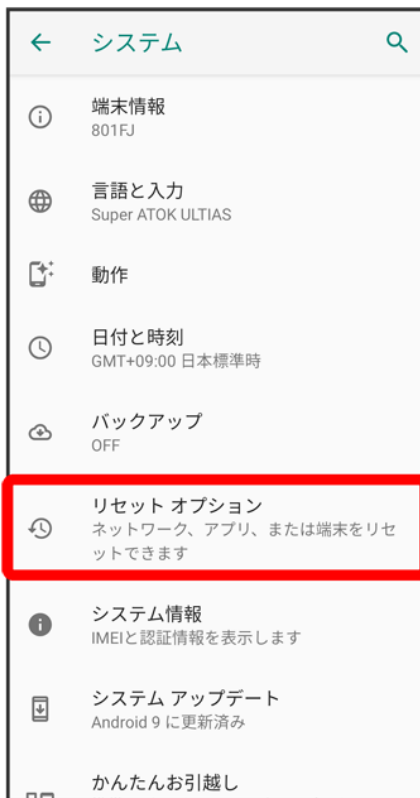 システム
端末情報
801FJ
言語と入力
Super ATOK ULTIAS
動作
日付と時刻
GMT+09:00 日本標準時
バックアップ
OFF
リセット オプション
ネットワーク、アプリ、または端末をリセ
ットできます
システム情報
IMEIと認証情報を表示します
システム アップデート
Android 9 に更新済み
かんたんお引越し